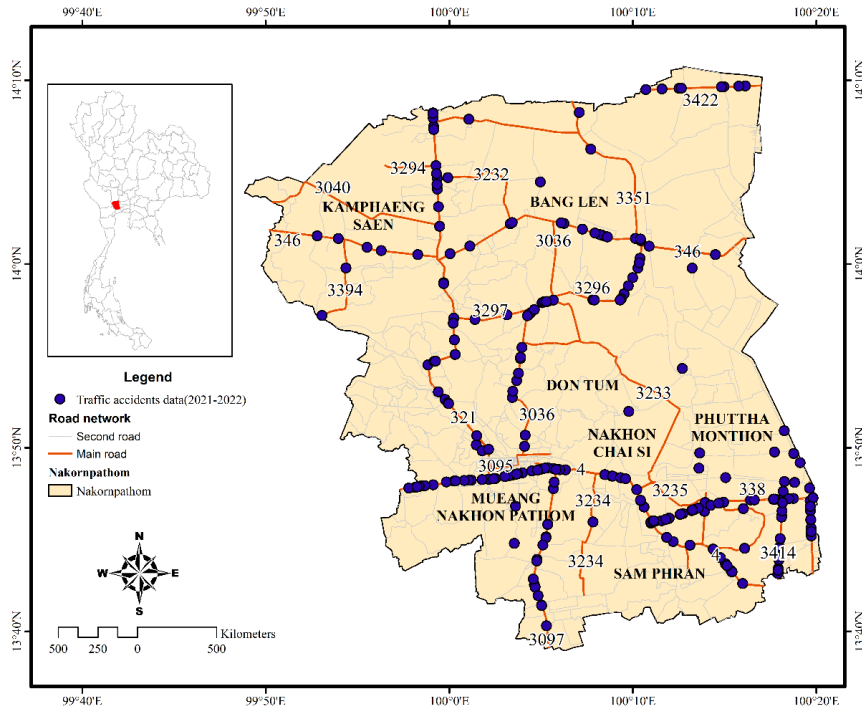 99°40'E
99°50'E
100°0'E
100°10'E
100°20'E
14°10'N
14°10'N
3422
3294
3232
3040
KAMPHAENG
SAEN
BANG LEN
3351
346
3036
346
14°0'N
14°0'N
3394
3296
3297
Legend
Traffic accidents data(2021-2022)
Road network
Second road
Main road
Nakornpathom
Nakornpathom
DON TUM
3233
321
3036
PHUTTHA
MONTHON
NAKHON
CHAI SI
13°50'N
13°50'N
3095
4
MUEANG
NAKHON PATHOM
3234
3235
338
3234
4
3414
SAM PHRAN
N
W
E
S
13°40'N
13°40'N
3097
500
250
0
500
Kilometers
99°40'E
99°50'E
100°0'E
100°10'E
100°20'E